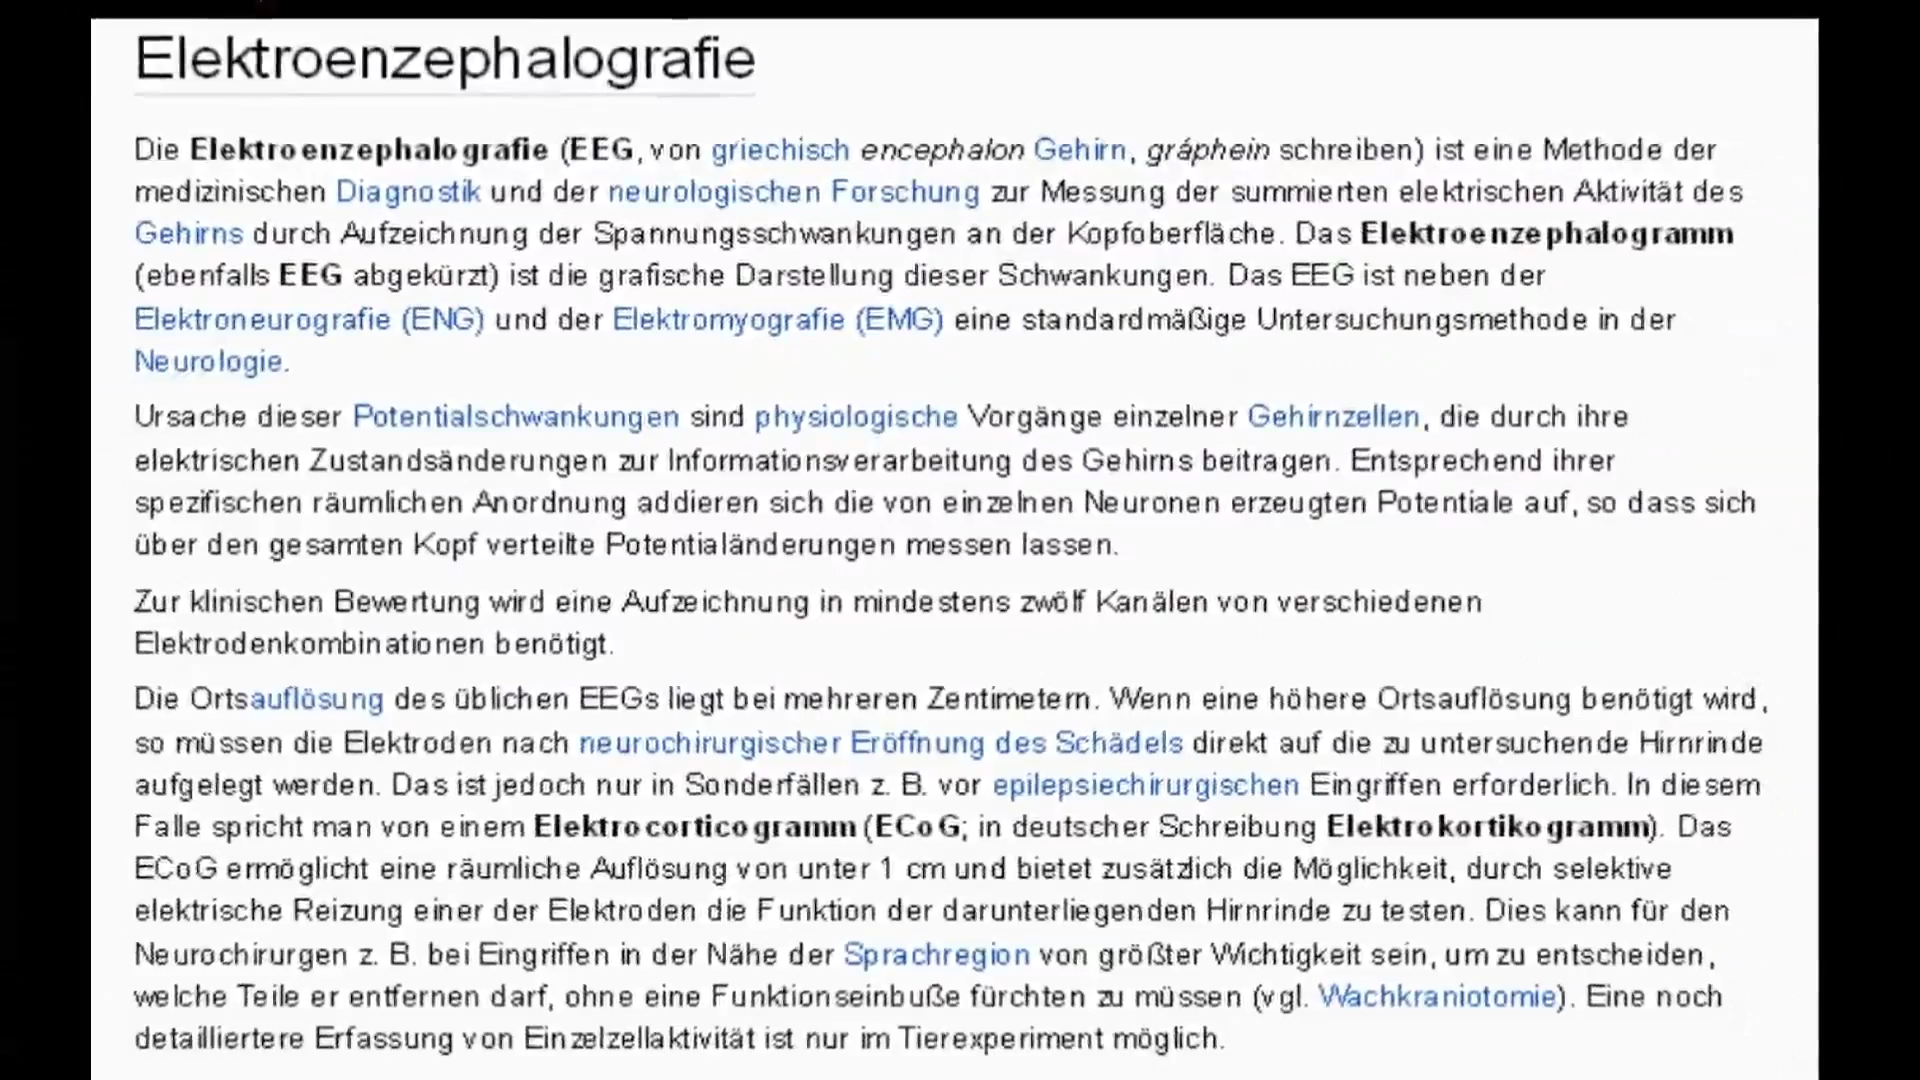 Elektroenzephalografie
Die Elektroenzephalografie (EEG, von griechisch encephalon Gehirn, gráphein schreiben) ist eine Methode der
medizinischen Diagnostik und der neurologischen Forschung zur Messung der summierten elektrischen Aktivität des
Gehirns durch Aufzeichnung der Spannungsschwankungen an der Kopfoberfläche. Das Elektroenzephalogramm
(ebenfalls EEG abgekürzt) ist die grafische Darstellung dieser Schwankungen. Das EEG ist neben der
Elektroneurografie (ENG) und der Elektromyografie (EMG) eine standardmäßige Untersuchungsmethode in der
Neurologie.
Ursache dieser Potentialschwankungen sind physiologische Vorgänge einzelner Gehirnzellen, die durch ihre
elektrischen Zustandsänderungen zur Informationsverarbeitung des Gehirns beitragen. Entsprechend ihrer
spezifischen räumlichen Anordnung addieren sich die von einzelnen Neuronen erzeugten Potentiale auf, so dass sich
über den gesamten Kopf verteilte Potentialänderungen messen lassen.
Zur klinischen Bewertung wird eine Aufzeichnung in mindestens zwölf Kanälen von verschiedenen
Elektrodenkombinationen benötigt.
Die Ortsauflösung des üblichen EEGs liegt bei mehreren Zentimetern. Wenn eine höhere Ortsauflösung benötigt wird,
so müssen die Elektroden nach neurochirurgischer Eröffnung des Schädels direkt auf die zu untersuchende Hirnrinde
aufgelegt werden. Das ist jedoch nur in Sonderfällen z. B. vor epilepsiechirurgischen Eingriffen erforderlich. In diesem
Falle spricht man von einem Elektrocorticogramm (ECoG; in deutscher Schreibung Elektrokortikogramm). Das
ECoG ermöglicht eine räumliche Auflösung von unter 1 cm und bietet zusätzlich die Möglichkeit, durch selektive
elektrische Reizung einer der Elektroden die Funktion der darunterliegenden Hirnrinde zu testen. Dies kann für den
Neurochirurgen z. B. bei Eingriffen in der Nähe der Sprachregion von größter Wichtigkeit sein, um zu entscheiden,
welche Teile er entfernen darf, ohne eine Funktionseinbuße fürchten zu müssen (vgl. Wachkraniotomie). Eine noch
detailliertere Erfassung von Einzelzellaktivität ist nur im Tierexperiment möglich.